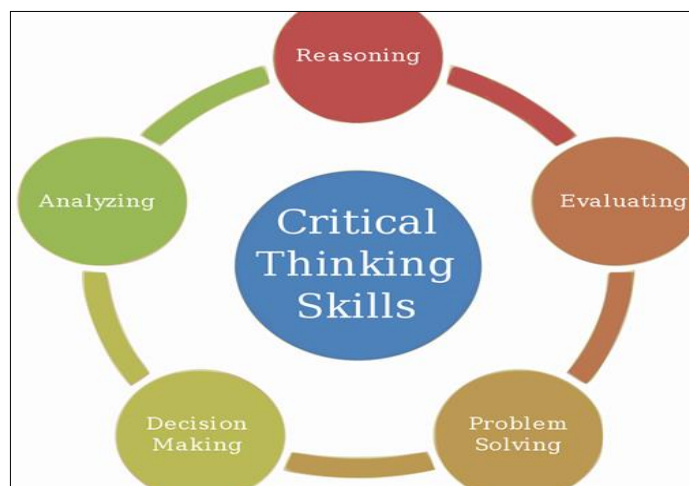 Reasoning
Analyzing
Evaluating
Critical
Thinking
Skills
Decision
Making
Problem
Solving